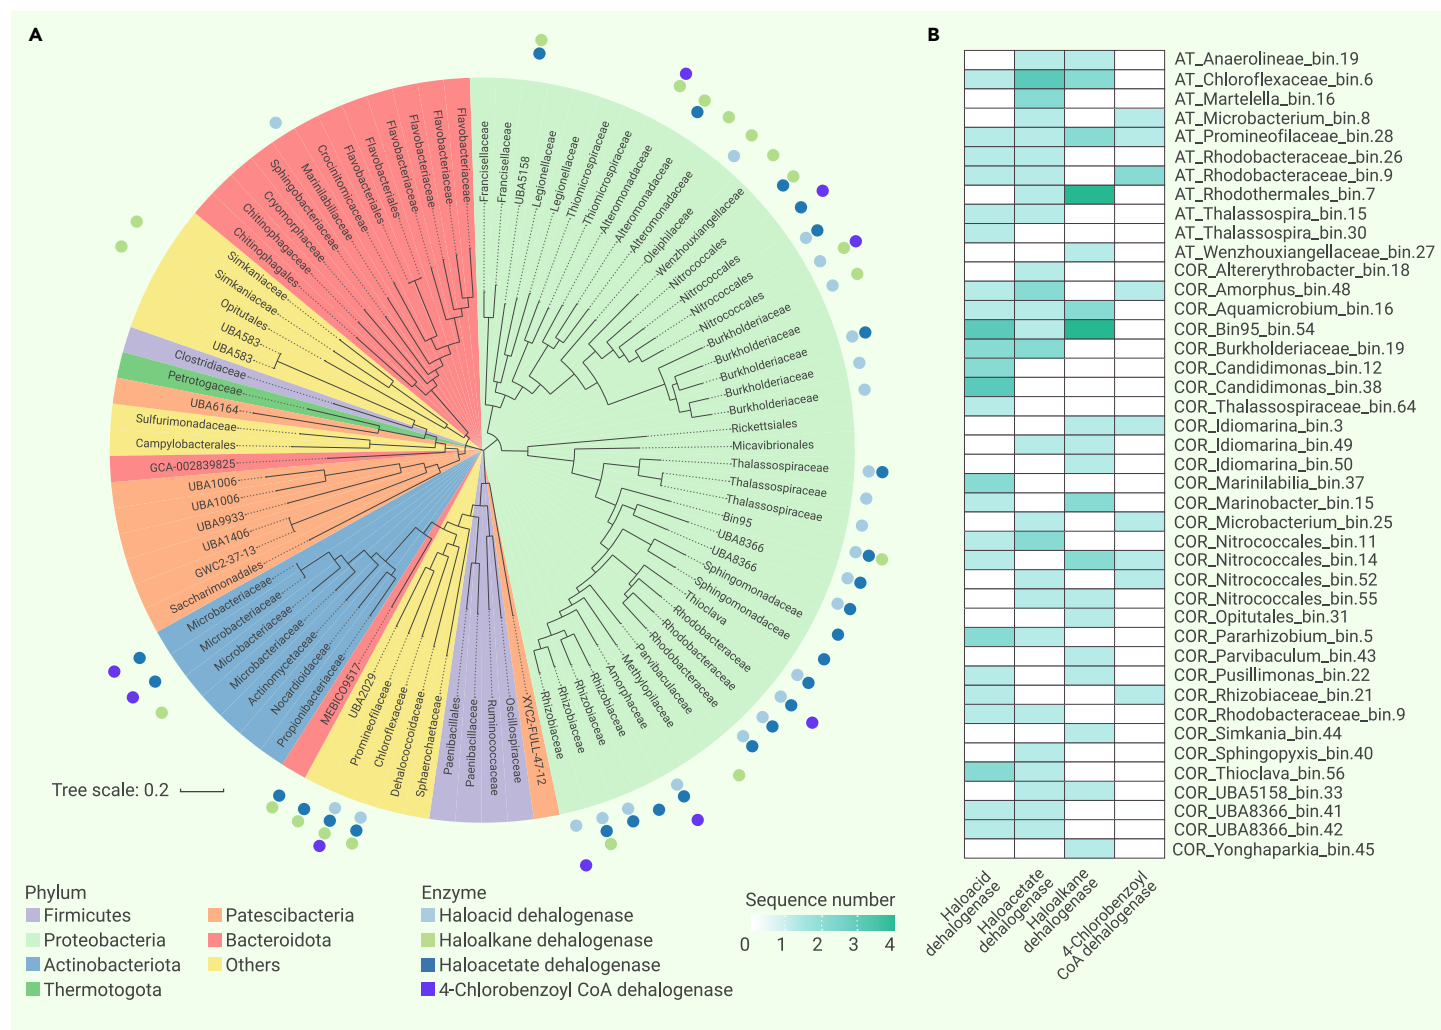 A
Francisellaceae
Francisellaceae
UBA5158
Legionellaceae
Legionellaceae
Thiomicrospiraceae
Thiomicrospiraceae
Alteromonadaceae
Alteromonadaceae
Alteromonadaceae
Oleiphilaceae
Wenzhouxiangellaceae
Nitrococcales
Nitrococcales
Nitrococcales
Nitrococcales
Burkholderiaceae
Burkholderiaceae
Burkholderiaceae
Burkholderiaceae
Burkholderiaceae
Rickettsiales
Micavibrionales
Thalassospiraceae
Thalassospiraceae
Thalassospiraceae
Bin95
UBA8366
UBA8366
Sphingomonadaceae
Sphingomonadaceae
Thioclava
Rhodobacteraceae
Rhodobacteraceae
Rhodobacteraceae
Parvibaculaceae
Methylopilaceae
Amorphaceae
Rhizobiaceae
Rhizobiaceae
Rhizobiaceae
Rhizobiaceae
XYC2-FULL-47-12
Oscillospiraceae
Ruminococcaceae
Paenibacillaceae
Paenibacillales
Sphaerochaetaceae
Dehalococcoidaceae
Chloroflexaceae
Promineofilaceae
UBA2029
MEBICO9517
Propionibacteriaceae
Nocardioidaceae
Actinomycetaceae
Microbacteriaceae
Microbacteriaceae
Microbacteriaceae
Microbacteriaceae
Saccharimonadales
GWC2-37-13
UBA1406
UBA9933
UBA1006
UBA1006
GCA-002839825
Campylobacterales
Sulfurimonadaceae
UBA6164
Petrotogaceae
Clostridiaceae
UBA583
UBA583
Opitutales
Simkaniaceae
Simkaniaceae
Chitinophagales
Chitinophagaceae
Cryomorphaceae
Sphingobacteriaceae
Marinilabiliaceae
Crocinitomicaceae
Flavobacteriales
Flavobacteriales
Flavobacteriaceae
Flavobacteriaceae
Flavobacteriaceae
Flavobacteriaceae
Tree scale: 0.2
Phylum
Firmicutes
Proteobacteria
Actinobacteriota
Thermotogota
Patescibacteria
Bacteroidota
Others
Enzyme
Haloacid dehalogenase
Haloalkane dehalogenase
Haloacetate dehalogenase
4-Chlorobenzoyl CoA dehalogenase
Sequence number
0 1 2 3 4
B
AT_Anaerolineae_bin.19
AT_Chloroflexaceae_bin.6
AT_Martelella_bin.16
AT_Microbacterium_bin.8
AT_Promineofilaceae_bin.28
AT_Rhodobacteraceae_bin.26
AT_Rhodobacteraceae_bin.9
AT_Rhodothermales_bin.7
AT_Thalassospira_bin.15
AT_Thalassospira_bin.30
AT_Wenzhouxiangellaceae_bin.27
COR_Altererythrobacter_bin.18
COR_Amorphus_bin.48
COR_Aquamicrobium_bin.16
COR_Bin95_bin.54
COR_Burkholderiaceae_bin.19
COR_Candidimonas_bin.12
COR_Candidimonas_bin.38
COR_Thalassospiraceae_bin.64
COR_Idiomarina_bin.3
COR_Idiomarina_bin.49
COR_Idiomarina_bin.50
COR_Marinilabilia_bin.37
COR_Marinobacter_bin.15
COR_Microbacterium_bin.25
COR_Nitrococcales_bin.11
COR_Nitrococcales_bin.14
COR_Nitrococcales_bin.52
COR_Nitrococcales_bin.55
COR_Opitutales_bin.31
COR_Pararhizobium_bin.5
COR_Parvibaculum_bin.43
COR_Pusillimonas_bin.22
COR_Rhizobiaceae_bin.21
COR_Rhodobacteraceae_bin.9
COR_Simkania_bin.44
COR_Sphingopyxis_bin.40
COR_Thioclava_bin.56
COR_UBA5158_bin.33
COR_UBA8366_bin.41
COR_UBA8366_bin.42
COR_Yonghaparkia_bin.45
Haloacid
dehalogenase
Haloacetate
dehalogenase
Haloalkane
dehalogenase
4-Chlorobenzoyl
CoA dehalogenase